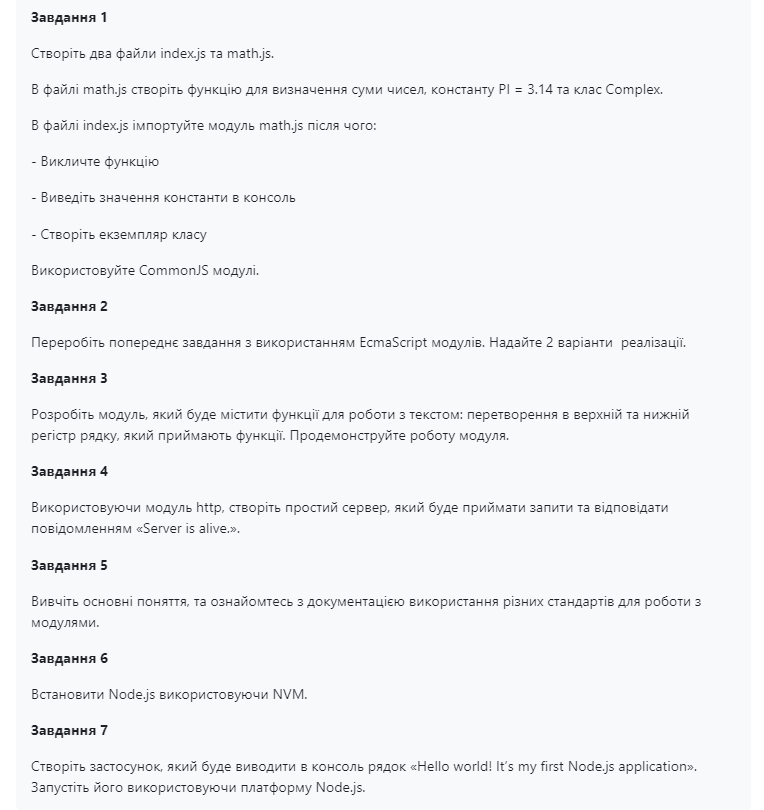 Завдання 1
Створіть два файли index.js та math.js.
В файлі math.js створіть функцію для визначення суми чисел, константу PI = 3.14 та клас Complex.
В файлі index.js імпортуйте модуль math.js після чого:
- Викличте функцію
- Виведіть значення константи в консоль
- Створіть екземпляр класу
Використовуйте CommonJS модулі.
Завдання 2
Переробіть попереднє завдання з використанням EcmaScript модулів. Надайте 2 варіанти  реалізації.
Завдання 3
Розробіть модуль, який буде містити функції для роботи з текстом: перетворення в верхній та нижній
регістр рядку, який приймають функції. Продемонструйте роботу модуля.
Завдання 4
Використовуючи модуль http, створіть простий сервер, який буде приймати запити та відповідати
повідомленням «Server is alive.».
Завдання 5
Вивчіть основні поняття, та ознайомтесь з документацією використання різних стандартів для роботи з
модулями.
Завдання 6
Встановити Node.js використовуючи NVM.
Завдання 7
Створіть застосунок, який буде виводити в консоль рядок «Hello world! It’s my first Node.js application».
Запустіть його використовуючи платформу Node.js.